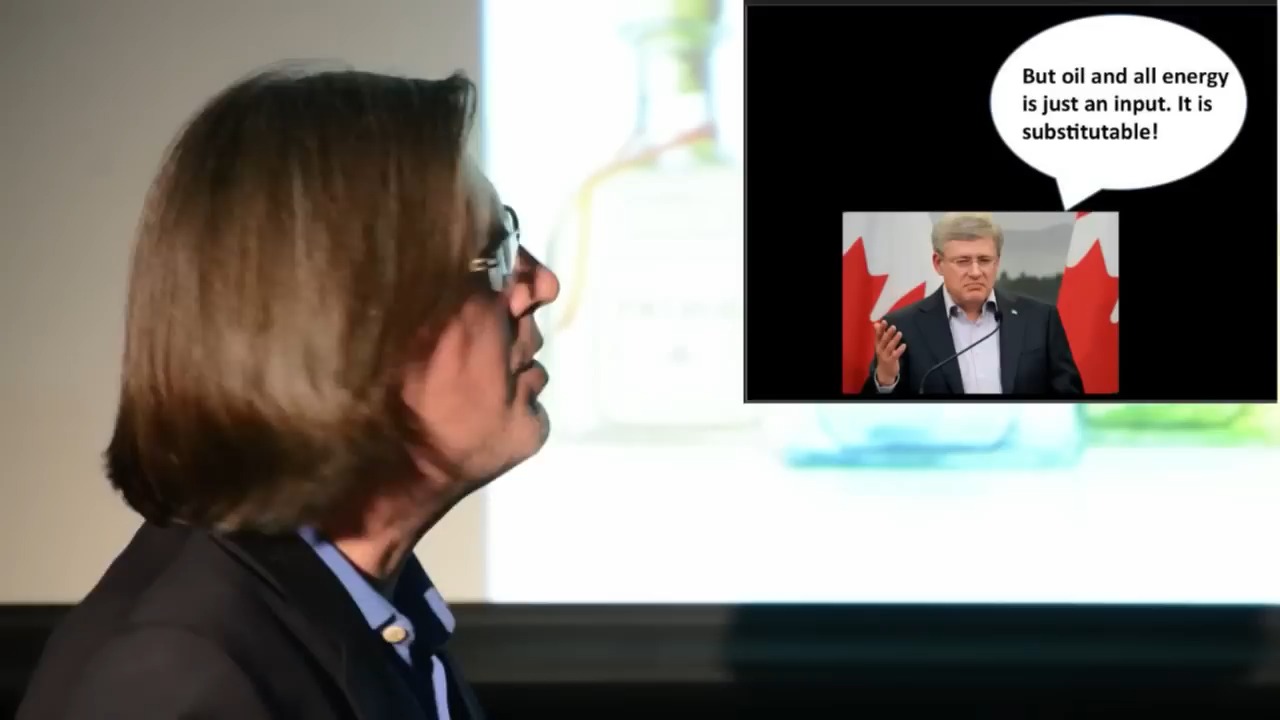 But oil and all energy
is just an input. It is
substitutable!